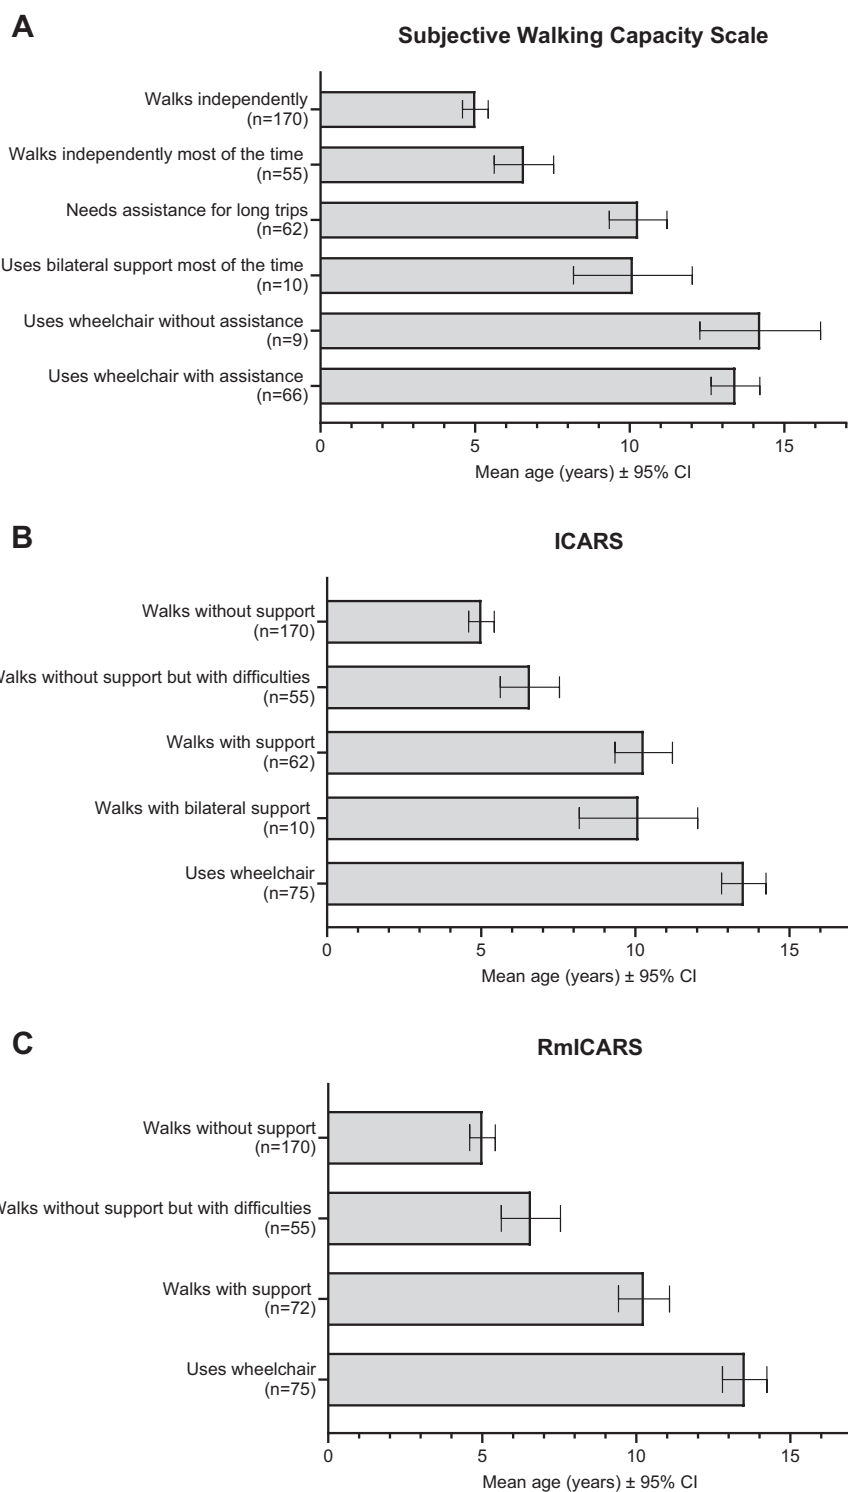 A
Subjective Walking Capacity Scale
Walks independently
(n=170)
Walks independently most of the time
(n=55)
Needs assistance for long trips
(n=62)
Uses bilateral support most of the time
(n=10)
Uses wheelchair without assistance
(n=9)
Uses wheelchair with assistance
(n=66)
0 5 10 15
Mean age (years) ± 95% CI
B
ICARS
Walks without support
(n=170)
Walks without support but with difficulties
(n=55)
Walks with support
(n=62)
Walks with bilateral support
(n=10)
Uses wheelchair
(n=75)
0 5 10 15
Mean age (years) ± 95% CI
C
RmICARS
Walks without support
(n=170)
Walks without support but with difficulties
(n=55)
Walks with support
(n=72)
Uses wheelchair
(n=75)
0 5 10 15
Mean age (years) ± 95% CI